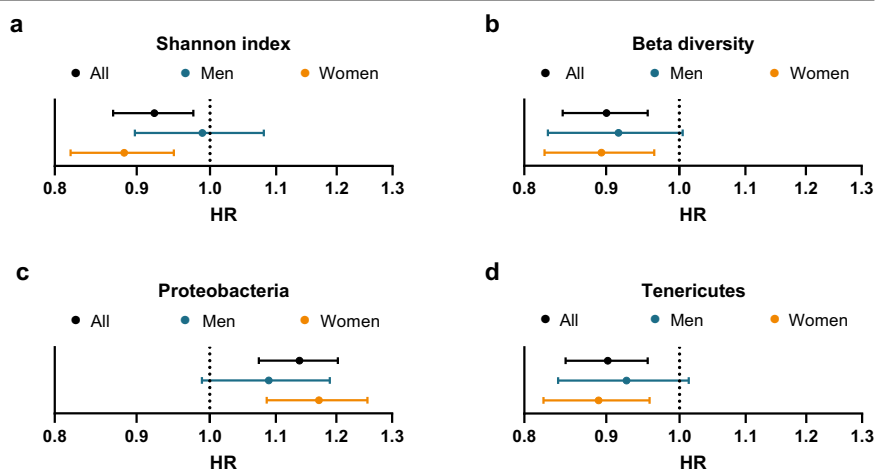 a
Shannon index
All Men Women
0.8 0.9 1.0 1.1 1.2 1.3
HR
b
Beta diversity
All Men Women
0.8 0.9 1.0 1.1 1.2 1.3
HR
c
Proteobacteria
All Men Women
0.8 0.9 1.0 1.1 1.2 1.3
HR
d
Tenericutes
All Men Women
0.8 0.9 1.0 1.1 1.2 1.3
HR